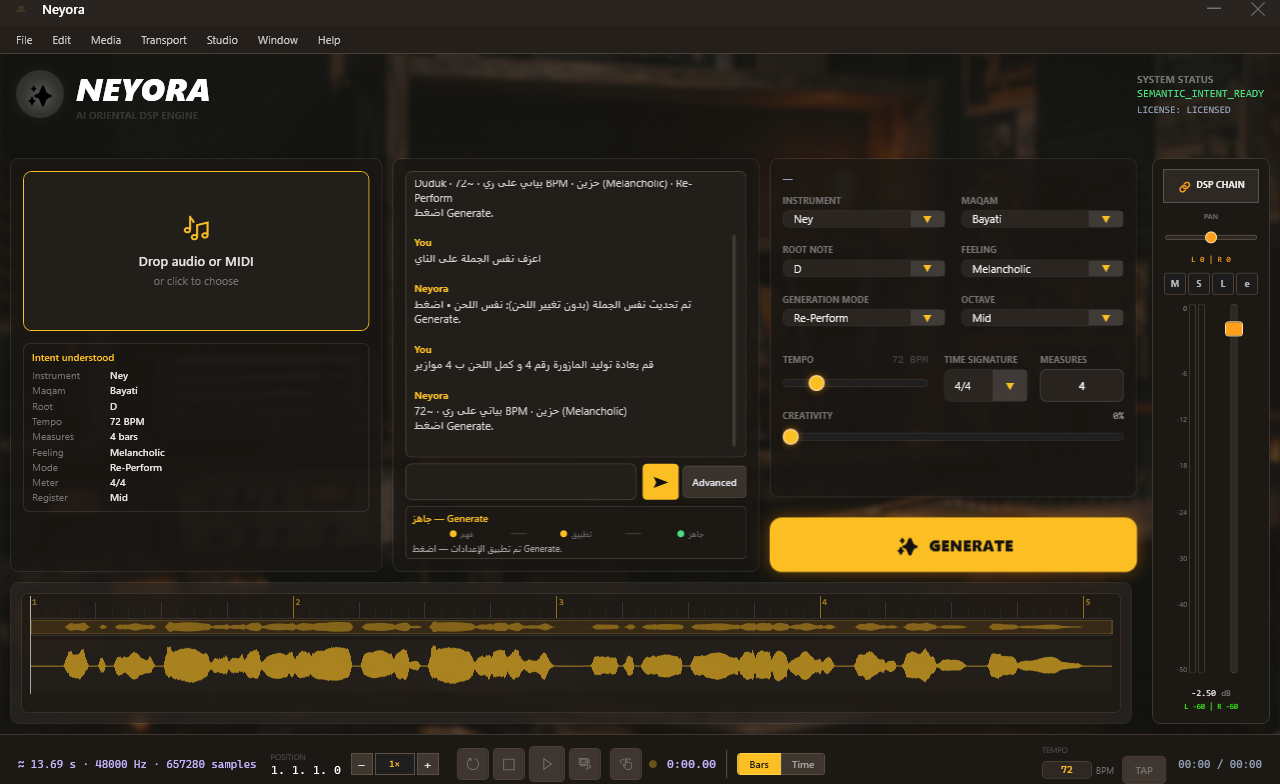 Neyora
File Edit Media Transport Studio Window Help
NEYORA
AI ORIENTAL DSP ENGINE
SYSTEM STATUS
SEMANTIC_INTENT_READY
LICENSE: LICENSED
Drop audio or MIDI
or click to choose
Intent understood
Instrument Ney
Maqam Bayati
Root D
Tempo 72 BPM
Measures 4 bars
Feeling Melancholic
Mode Re-Perform
Meter 4/4
Register Mid
Duduk · 72~ · بياتي على ري · BPM · حزين (Melancholic) · Re-
Perform
اضغط Generate.
You
اعزف نفس الجملة على الناي
Neyora
تم تحديث نفس الجملة (بدون تغيير اللحن): نفس اللحن • اضغط
Generate.
You
قم بعادة توليد المازورة رقم 4 و كمل اللحن ب 4 موازير
Neyora
72~ · بياتي على ري · BPM · حزين (Melancholic)
اضغط Generate.
Advanced
جاهز — Generate
فهم — تطبيق — جاهز
تم تطبيق الإعدادات — اضغط Generate.
—
INSTRUMENT MAQAM
Ney Bayati
ROOT NOTE FEELING
D Melancholic
GENERATION MODE OCTAVE
Re-Perform Mid
TEMPO 72 BPM TIME SIGNATURE MEASURES
4/4 4
CREATIVITY 0%
GENERATE
DSP CHAIN
PAN
L 0 | R 0
M S L e
0
-6
-12
-18
-24
-30
-40
-50
-2.50 dB
L -60 | R -60
1 2 3 4 5
≈ 13.69 s · 48000 Hz · 657280 samples
POSITION
1. 1. 1. 0
− 1× +
0:00.00
Bars Time
TEMPO
72 BPM
TAP
00:00 / 00:00